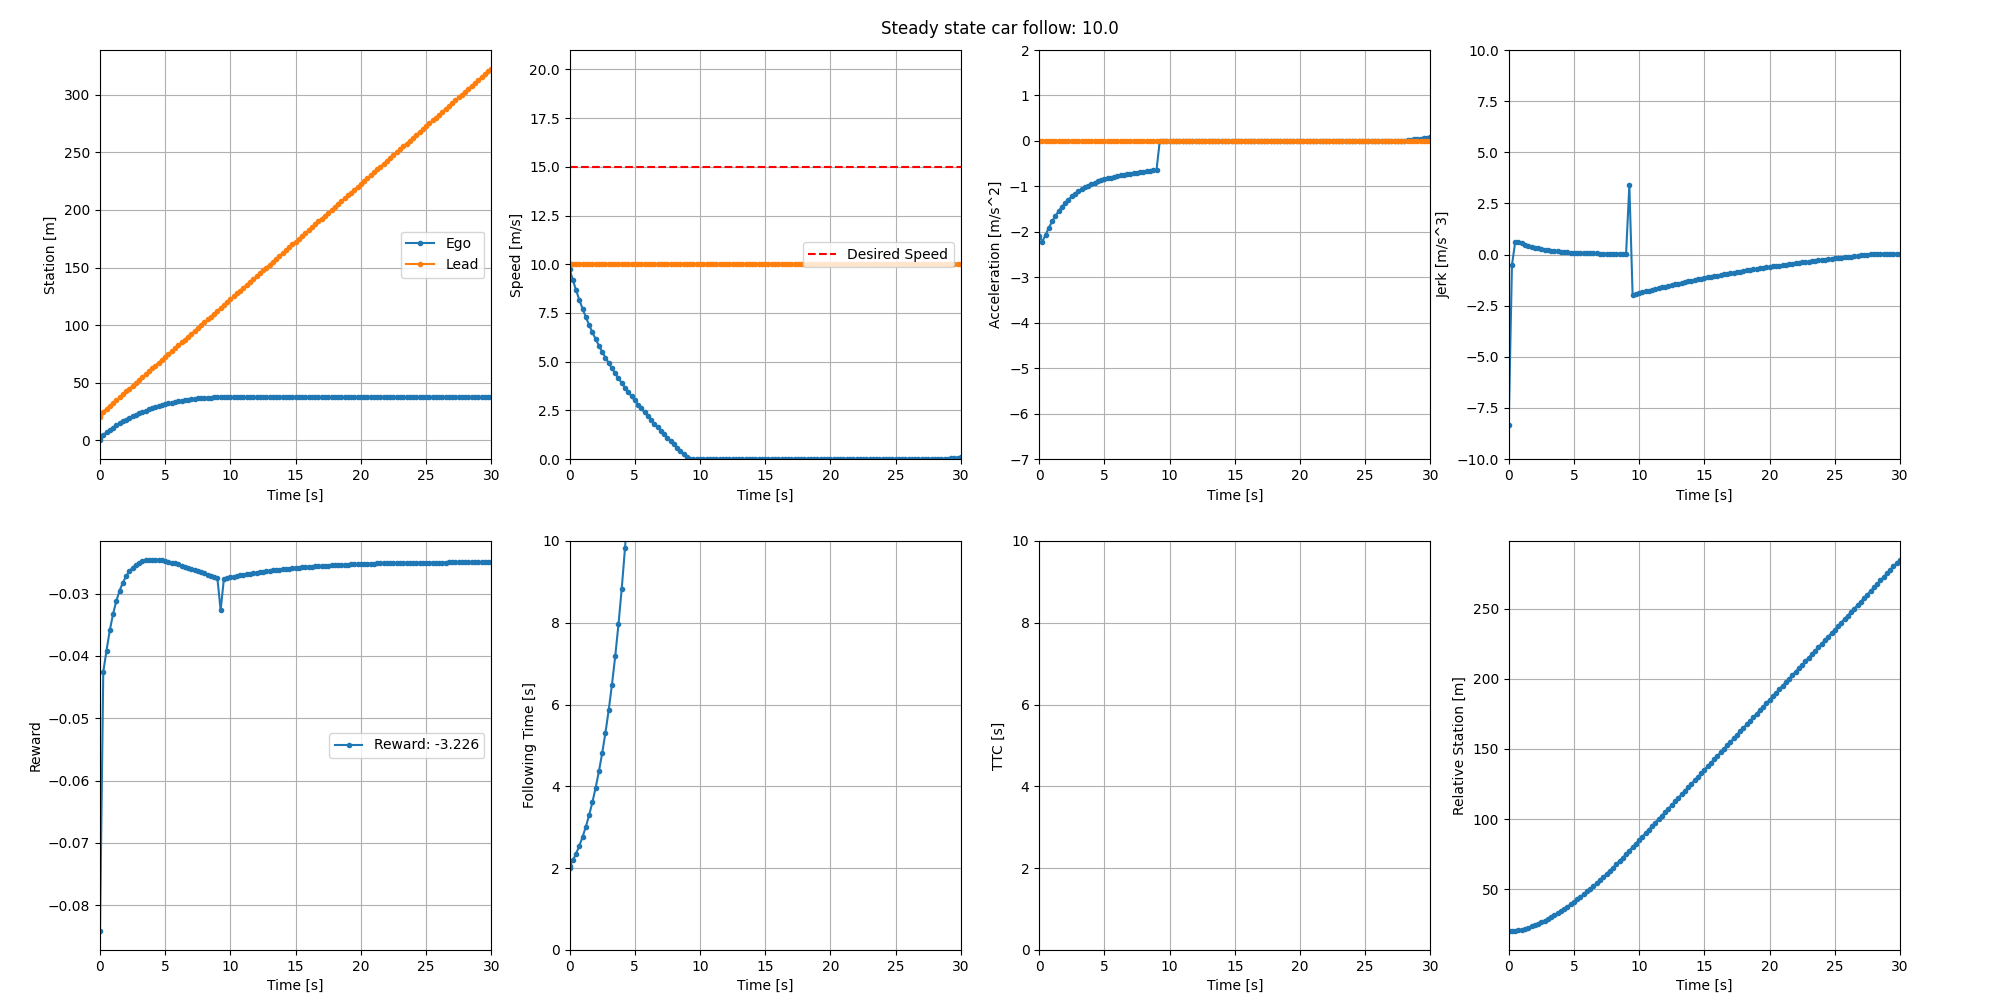 Steady state car follow: 10.0
Station [m]
300
250
200
150
100
50
0
Ego
Lead
0 5 10 15 20 25 30
Time [s]
Speed [m/s]
20.0
17.5
15.0
12.5
10.0
7.5
5.0
2.5
0.0
Desired Speed
0 5 10 15 20 25 30
Time [s]
Acceleration [m/s^2]
2
1
0
−1
−2
−3
−4
−5
−6
−7
0 5 10 15 20 25 30
Time [s]
Jerk [m/s^3]
10.0
7.5
5.0
2.5
0.0
−2.5
−5.0
−7.5
−10.0
0 5 10 15 20 25 30
Time [s]
Reward
−0.03
−0.04
−0.05
−0.06
−0.07
−0.08
Reward: -3.226
0 5 10 15 20 25 30
Time [s]
Following Time [s]
10
8
6
4
2
0
0 5 10 15 20 25 30
Time [s]
TTC [s]
10
8
6
4
2
0
0 5 10 15 20 25 30
Time [s]
Relative Station [m]
250
200
150
100
50
0 5 10 15 20 25 30
Time [s]